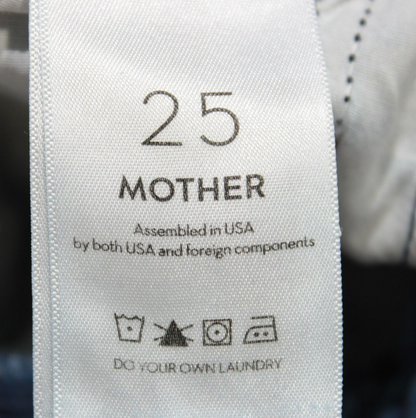 25
MOTHER
Assembled in USA
by both USA and foreign components
DO YOUR OWN LAUNDRY